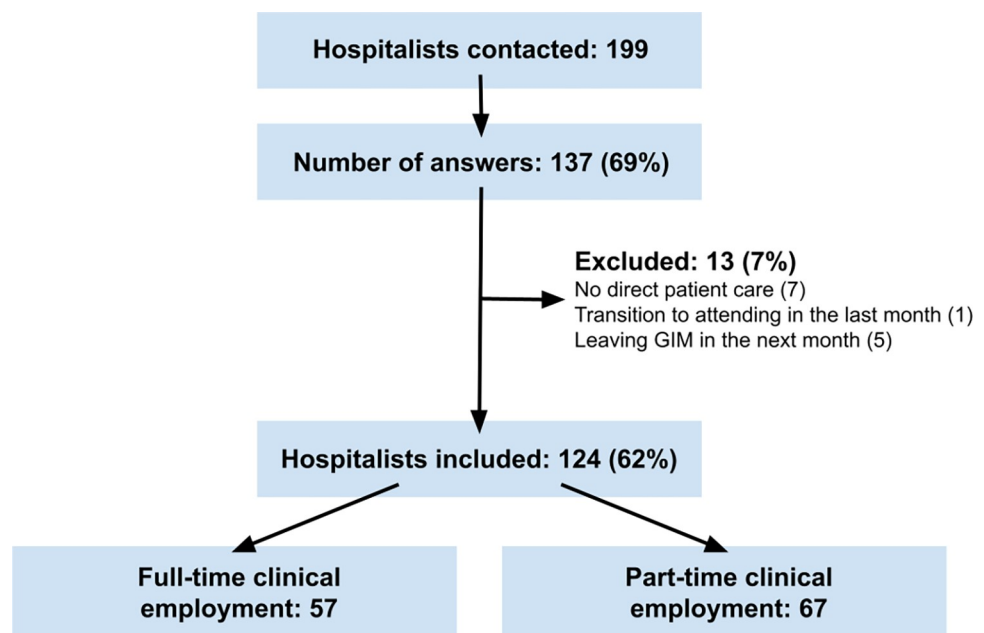 Hospitalists contacted: 199
Number of answers: 137 (69%)
Excluded: 13 (7%)
No direct patient care (7)
Transition to attending in the last month (1)
Leaving GIM in the next month (5)
Hospitalists included: 124 (62%)
Full-time clinical
employment: 57
Part-time clinical
employment: 67